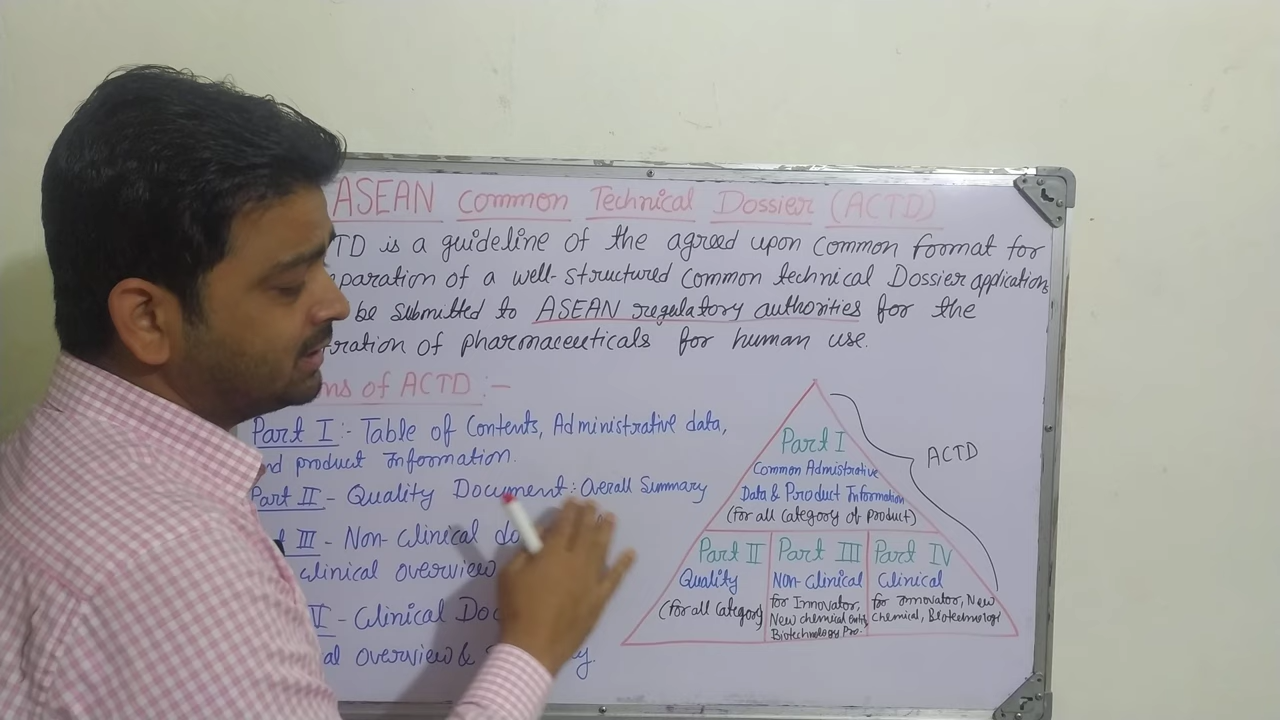 ASEAN Common Technical Dossier (ACTD)
TD is a guideline of the agreed upon common format for
paration of a well-structured Common technical Dossier applications
be submitted to ASEAN regulatory authorities for the
ration of pharmaceuticals for human use.
ns of ACTD :-
Part I :- Table of Contents, Administrative data,
nd product Information.
Part II - Quality Document : Overall Summary
III - Non-Clinical do
clinical overview
V - Clinical Doc
al overview & y.
Part I
Common Admistrative
Data & Product Information
(for all Category of product)
ACTD
Part II
Quality
(for all Category)
Part III
Non-Clinical
for Innovator,
New chemical entity
Biotechnology Pro.
Part IV
Clinical
for Innovator, New
Chemical, Biotechnology